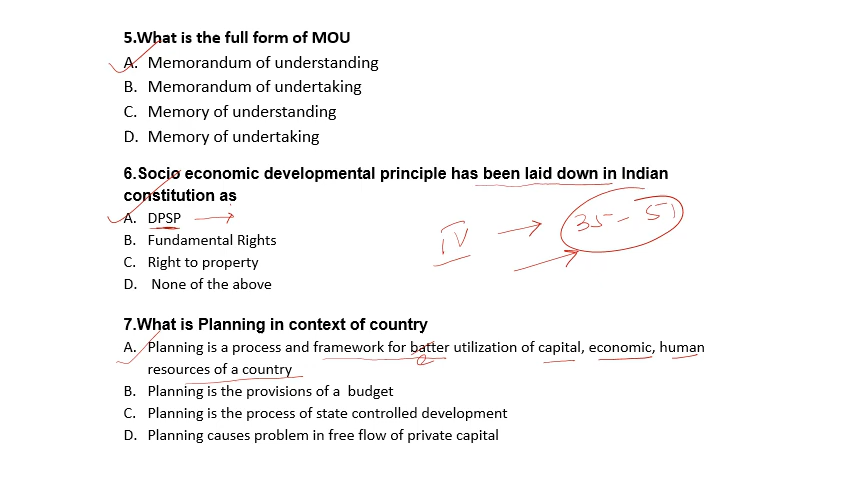 5.What is the full form of MOU
A. Memorandum of understanding
B. Memorandum of undertaking
C. Memory of understanding
D. Memory of undertaking
6.Socio economic developmental principle has been laid down in Indian
constitution as
A. DPSP
B. Fundamental Rights
C. Right to property
D. None of the above
IV
35-51
7.What is Planning in context of country
A. Planning is a process and framework for batter utilization of capital, economic, human
resources of a country
e
B. Planning is the provisions of a budget
C. Planning is the process of state controlled development
D. Planning causes problem in free flow of private capital